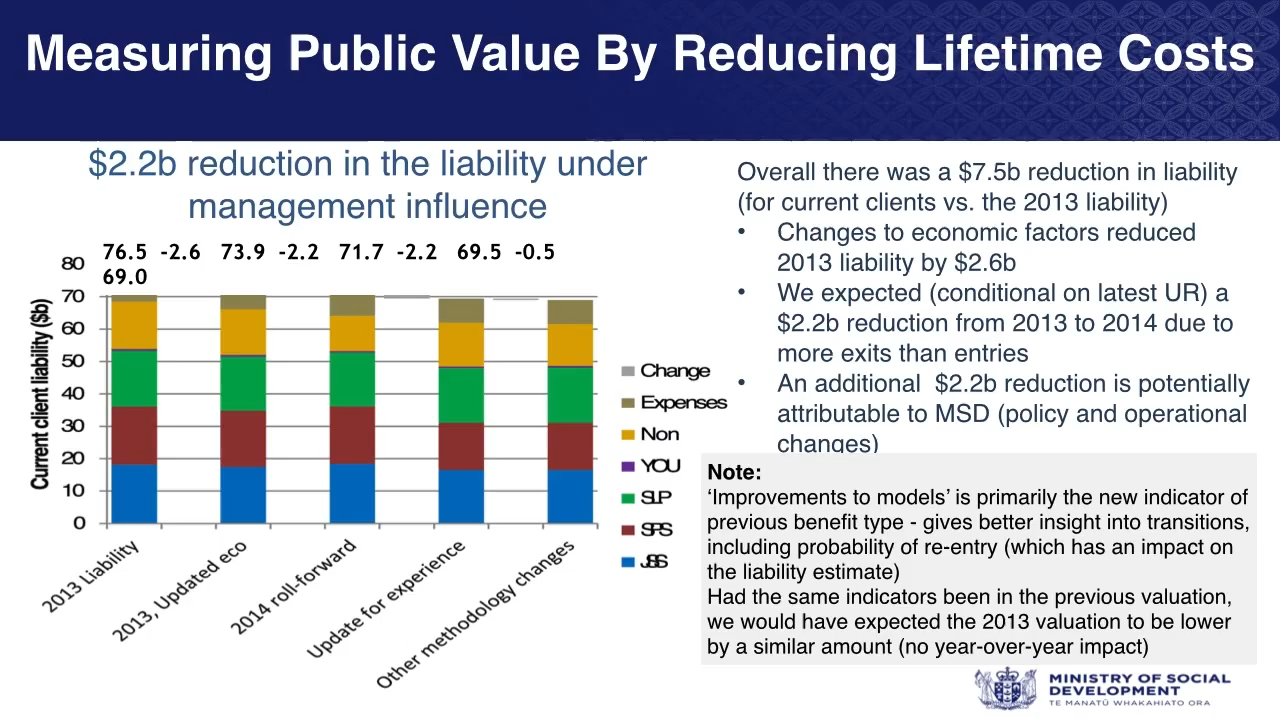 Measuring Public Value By Reducing Lifetime Costs
$2.2b reduction in the liability under
management influence
76.5 -2.6 73.9 -2.2 71.7 -2.2 69.5 -0.5
69.0
80
70
60
50
40
30
20
10
0
Current client liability ($b)
2013 Liability
2013, Updated eco
2014 roll-forward
Update for experience
Other methodology changes
Change
Expenses
Non
YOU
SLP
SPS
JSS
Overall there was a $7.5b reduction in liability
(for current clients vs. the 2013 liability)
• Changes to economic factors reduced
2013 liability by $2.6b
• We expected (conditional on latest UR) a
$2.2b reduction from 2013 to 2014 due to
more exits than entries
• An additional $2.2b reduction is potentially
attributable to MSD (policy and operational
changes)
Note:
‘Improvements to models’ is primarily the new indicator of
previous benefit type - gives better insight into transitions,
including probability of re-entry (which has an impact on
the liability estimate)
Had the same indicators been in the previous valuation,
we would have expected the 2013 valuation to be lower
by a similar amount (no year-over-year impact)
MINISTRY OF SOCIAL
DEVELOPMENT
TE MANATŪ WHAKAHIATO ORA